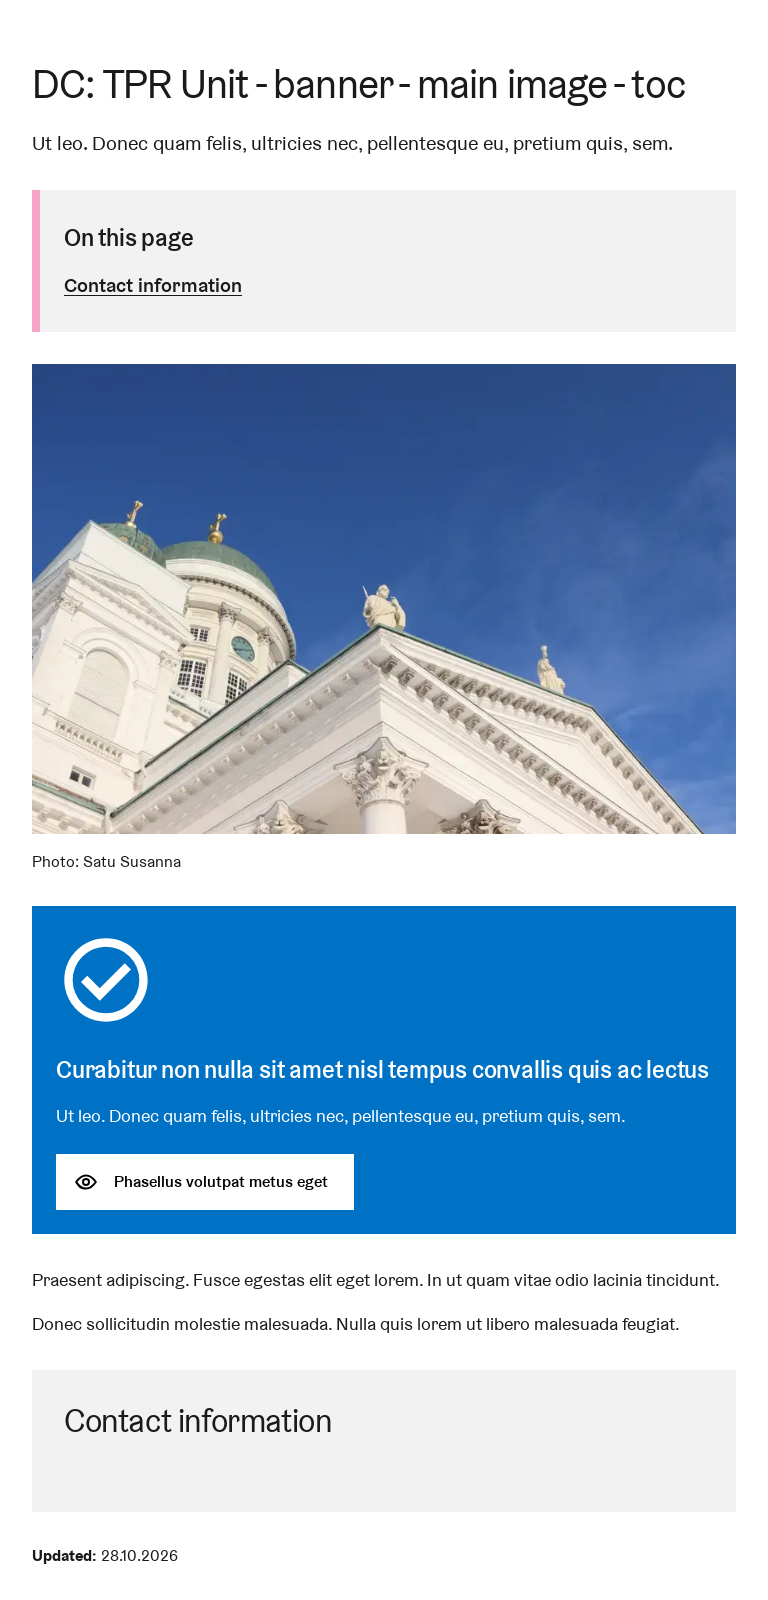 DC: TPR Unit - banner - main image - toc
Ut leo. Donec quam felis, ultricies nec, pellentesque eu, pretium quis, sem.
On this page
Contact information
Photo: Satu Susanna
Curabitur non nulla sit amet nisl tempus convallis quis ac lectus
Ut leo. Donec quam felis, ultricies nec, pellentesque eu, pretium quis, sem.
Phasellus volutpat metus eget
Praesent adipiscing. Fusce egestas elit eget lorem. In ut quam vitae odio lacinia tincidunt.
Donec sollicitudin molestie malesuada. Nulla quis lorem ut libero malesuada feugiat.
Contact information
Updated: 28.10.2026